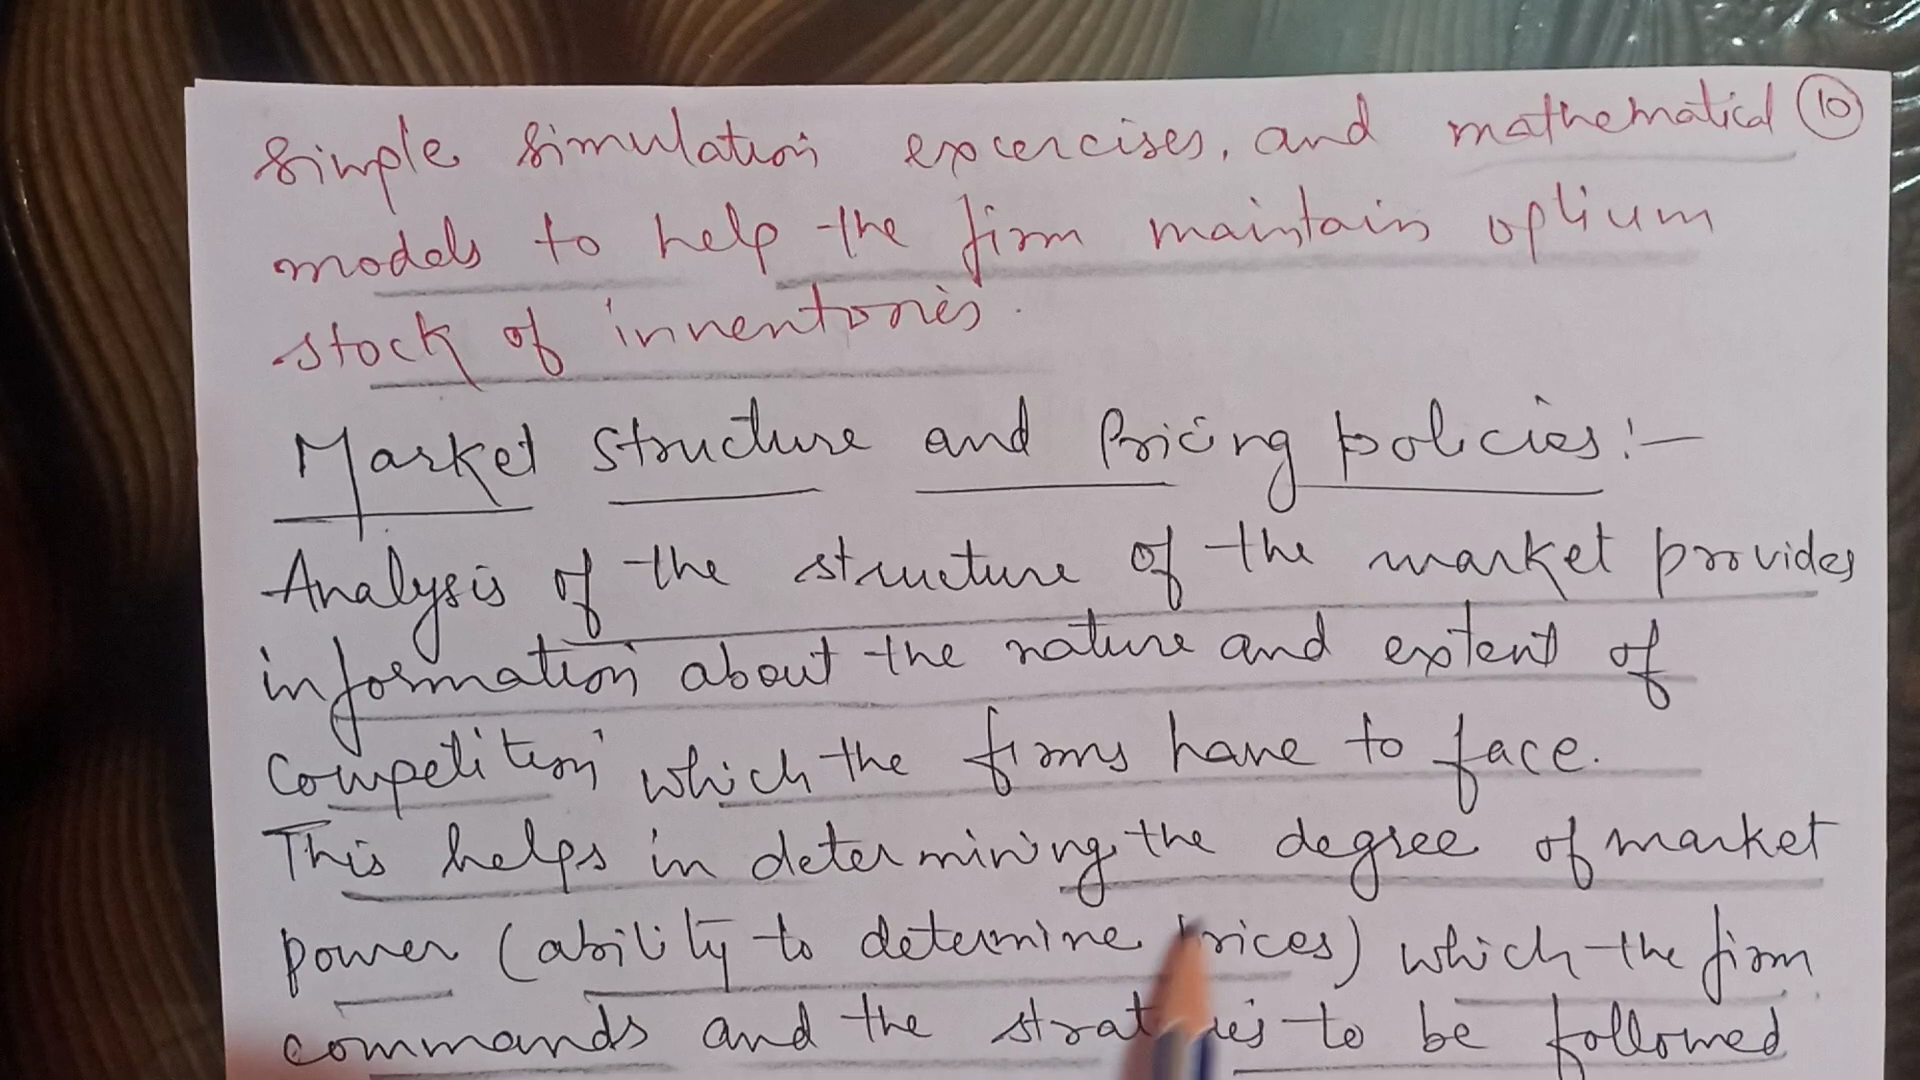 simple simulation excercises, and mathematical 10
models to help the firm maintain optium
stock of inventories.
Market structure and Pricing policies:-
Analysis of the structure of the market provides
information about the nature and extent of
competition which the firms have to face.
This helps in determining the degree of market
power (ability to determine prices) which the firm
commands and the to be followed